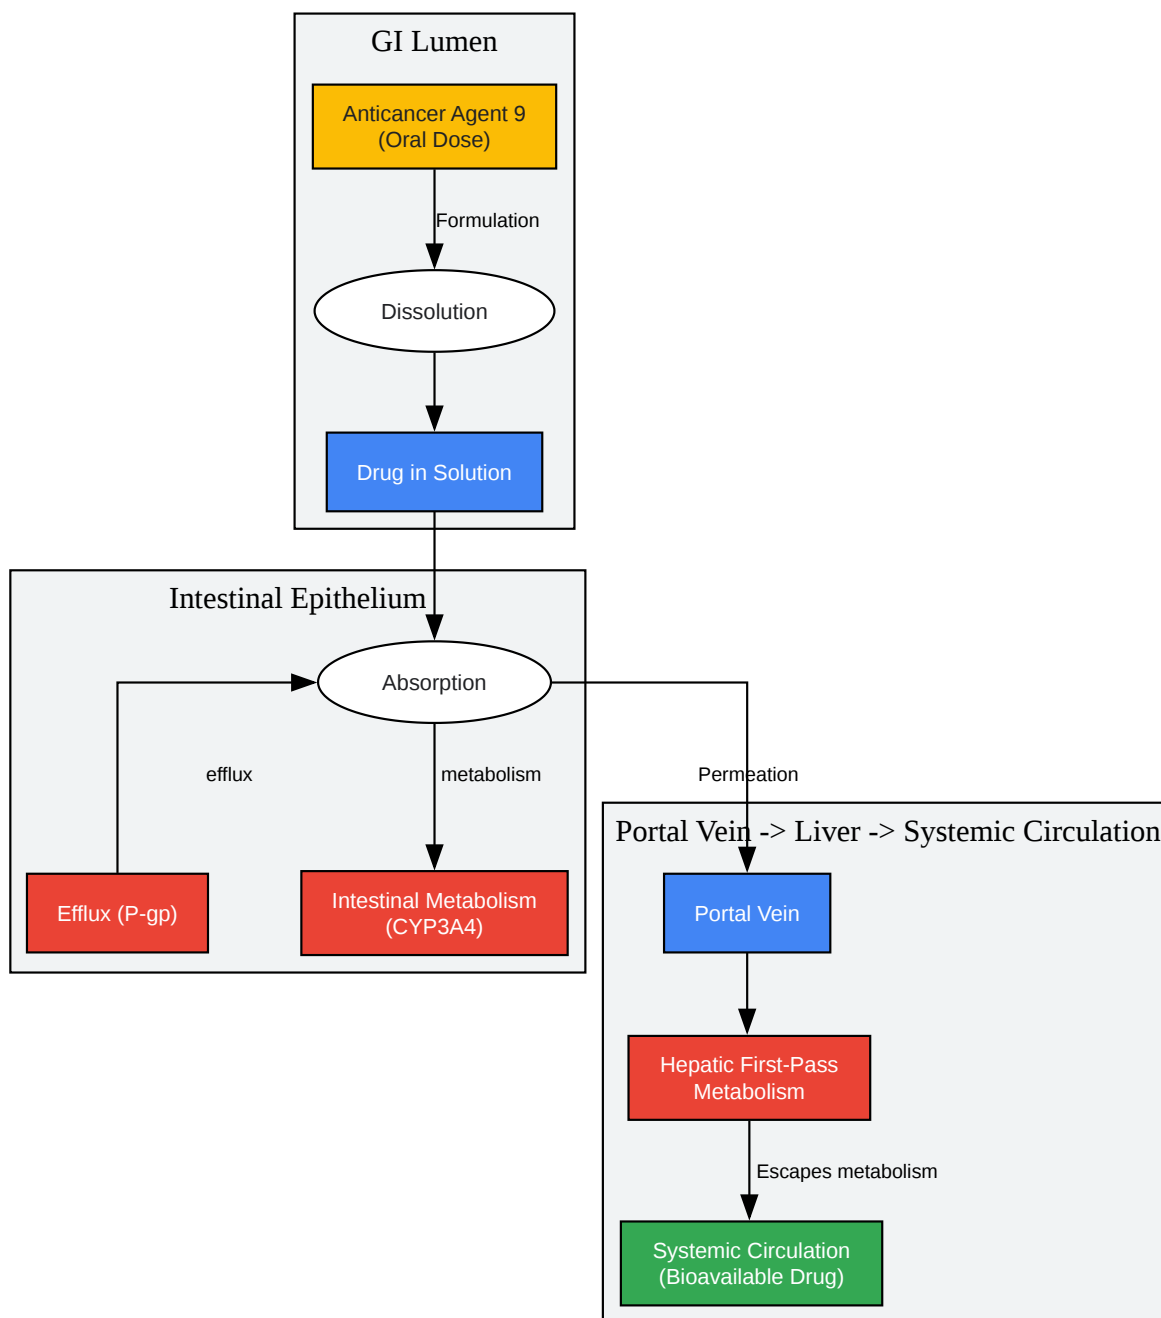 GI Lumen
Anticancer Agent 9
(Oral Dose)
Formulation
Dissolution
Drug in Solution
Intestinal Epithelium
Absorption
efflux
metabolism
Permeation
Efflux (P-gp)
Intestinal Metabolism
(CYP3A4)
Portal Vein -> Liver -> Systemic Circulation
Portal Vein
Hepatic First-Pass
Metabolism
Escapes metabolism
Systemic Circulation
(Bioavailable Drug)